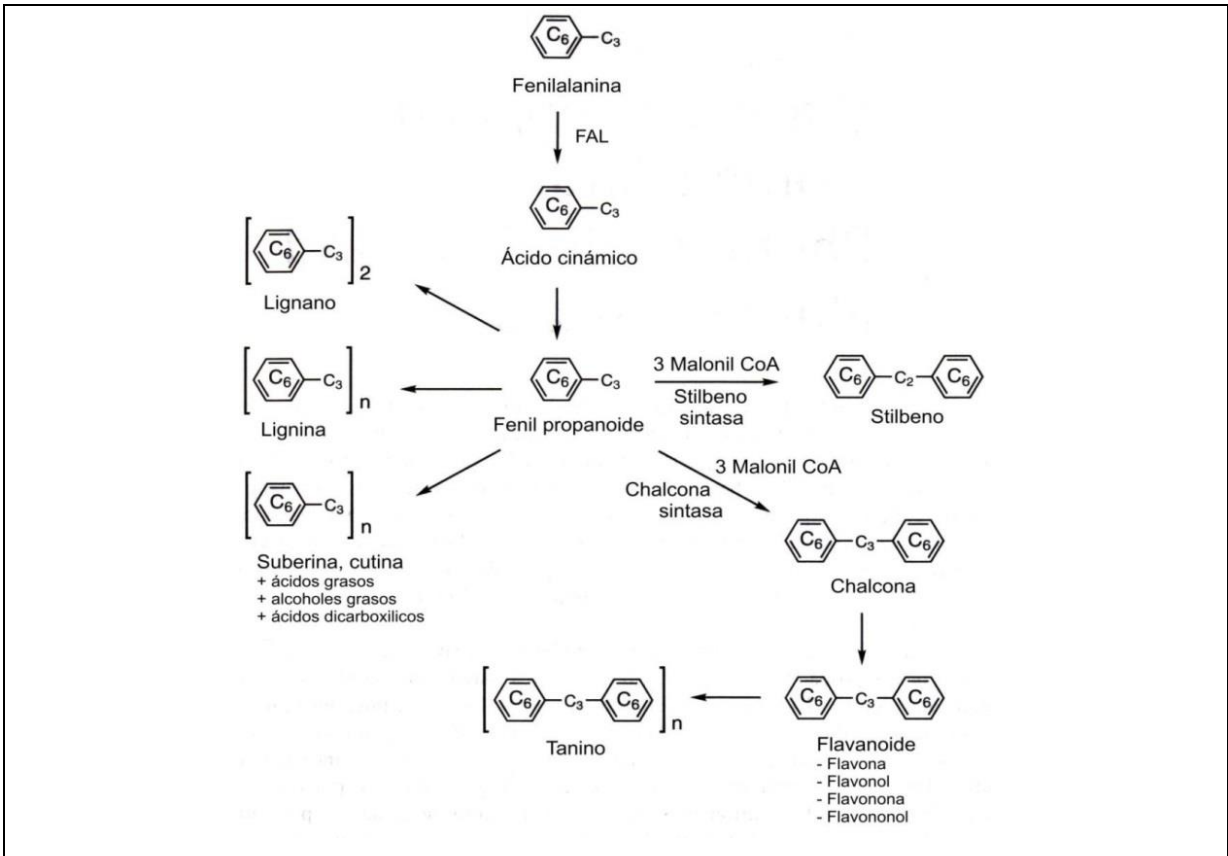 C6 C3
Fenilalanina
FAL
C6 C3
Ácido cinámico
C6 C3 2
Lignano
C6 C3 n
Lignina
C6 C3
Fenil propanoide
3 Malonil CoA
Stilbeno
sintasa
C6 C2 C6
Stilbeno
C6 C3 n
Suberina, cutina
+ ácidos grasos
+ alcoholes grasos
+ ácidos dicarboxilicos
3 Malonil CoA
Chalcona
sintasa
C6 C3 C6
Chalcona
C6 C3 C6 n
Tanino
C6 C3 C6
Flavanoide
- Flavona
- Flavonol
- Flavonona
- Flavononol